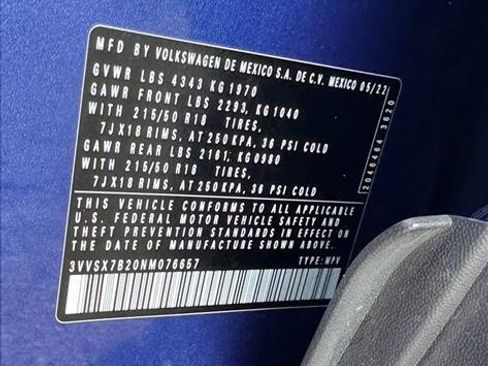 MFD BY VOLKSWAGEN DE MEXICO S.A. DE C.V. MEXICO 05/22
GVWR LBS 4343 KG 1970
GAWR FRONT LBS 2293, KG 1040
WITH 215/50 R18 TIRES,
7JX18 RIMS, AT 250 KPA, 36 PSI COLD
GAWR REAR LBS 2161, KG 0980
WITH 215/50 R18 TIRES,
7JX18 RIMS, AT 250 KPA, 36 PSI COLD
THIS VEHICLE CONFORMS TO ALL APPLICABLE
U.S. FEDERAL MOTOR VEHICLE SAFETY AND
THEFT PREVENTION STANDARDS IN EFFECT ON THE
DATE OF MANUFACTURE SHOWN ABOVE.
3VVSX7B20NM076657 TYPE: MPV
2046464 3620